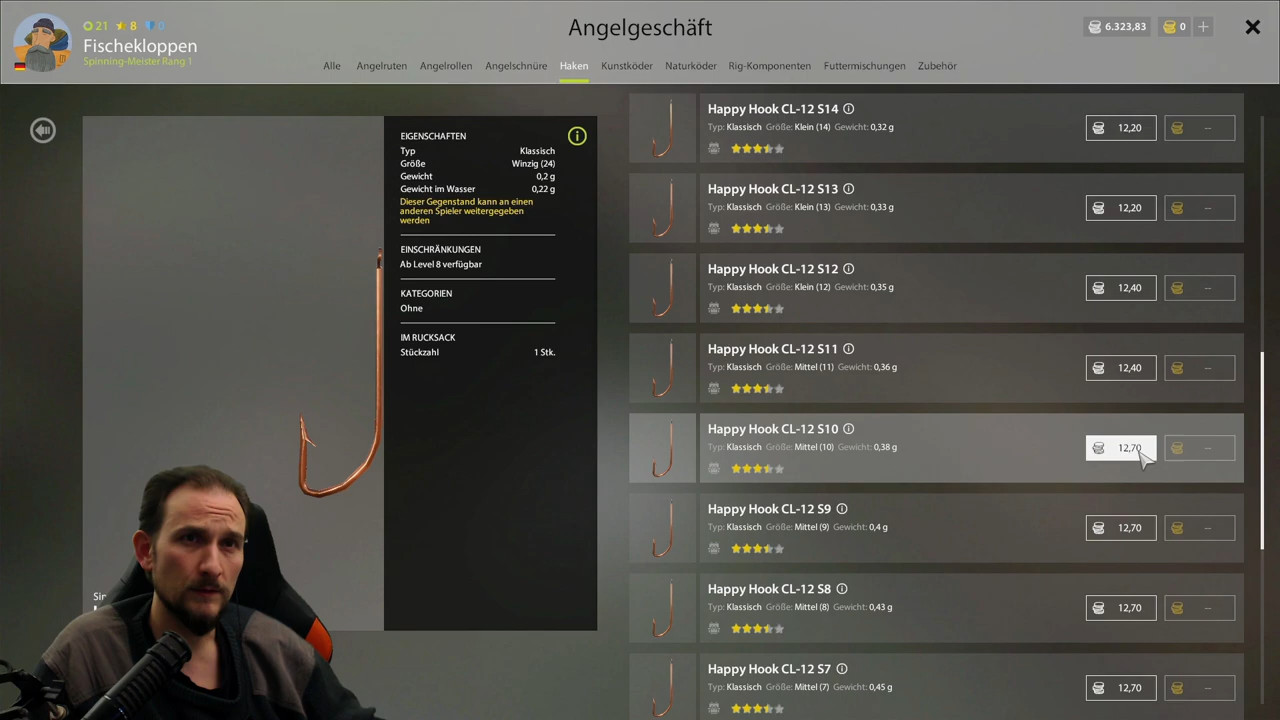 21 8 0
Fischekloppen
Spinning-Meister Rang 1
Angelgeschäft
6.323,83
0
Alle Angelruten Angelrollen Angelschnüre Haken Kunstköder Naturköder Rig-Komponenten Futtermischungen Zubehör
EIGENSCHAFTEN
Typ Klassisch
Größe Winzig (24)
Gewicht 0,2 g
Gewicht im Wasser 0,22 g
Dieser Gegenstand kann an einen
anderen Spieler weitergegeben
werden
EINSCHRÄNKUNGEN
Ab Level 8 verfügbar
KATEGORIEN
Ohne
IM RUCKSACK
Stückzahl 1 Stk.
Happy Hook CL-12 S14
Typ: Klassisch Größe: Klein (14) Gewicht: 0,32 g
12,20 --
Happy Hook CL-12 S13
Typ: Klassisch Größe: Klein (13) Gewicht: 0,33 g
12,20 --
Happy Hook CL-12 S12
Typ: Klassisch Größe: Klein (12) Gewicht: 0,35 g
12,40 --
Happy Hook CL-12 S11
Typ: Klassisch Größe: Mittel (11) Gewicht: 0,36 g
12,40 --
Happy Hook CL-12 S10
Typ: Klassisch Größe: Mittel (10) Gewicht: 0,38 g
12,70 --
Happy Hook CL-12 S9
Typ: Klassisch Größe: Mittel (9) Gewicht: 0,4 g
12,70 --
Happy Hook CL-12 S8
Typ: Klassisch Größe: Mittel (8) Gewicht: 0,43 g
12,70 --
Happy Hook CL-12 S7
Typ: Klassisch Größe: Mittel (7) Gewicht: 0,45 g
12,70 --